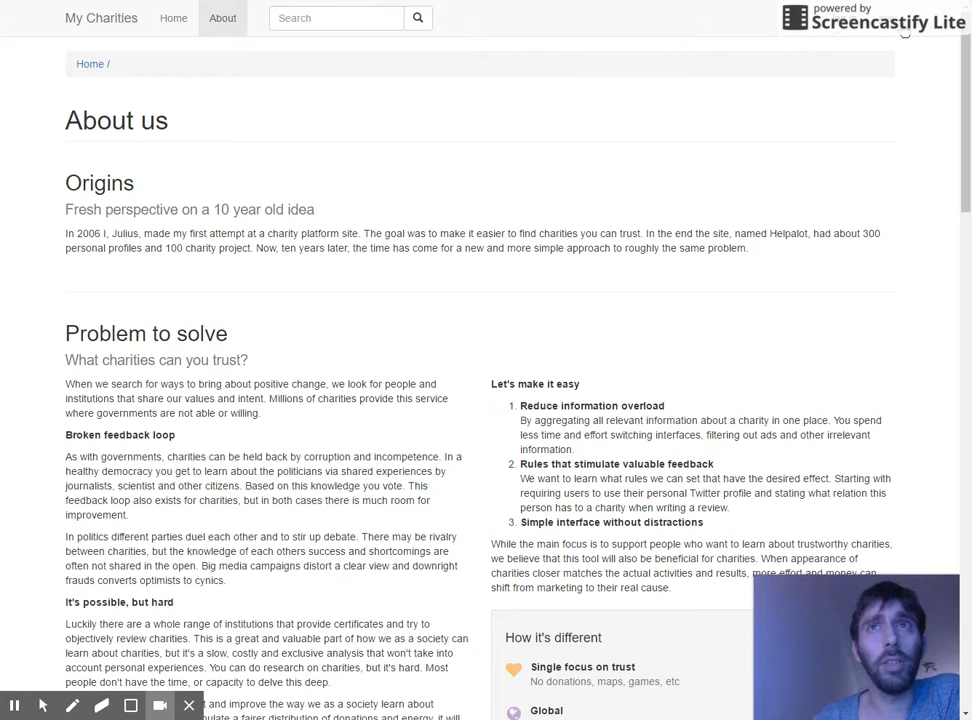 My Charities Home About Search
powered by
Screencastify Lite
Home /
About us
Origins
Fresh perspective on a 10 year old idea
In 2006 I, Julius, made my first attempt at a charity platform site. The goal was to make it easier to find charities you can trust. In the end the site, named Helpalot, had about 300
personal profiles and 100 charity project. Now, ten years later, the time has come for a new and more simple approach to roughly the same problem.
Problem to solve
What charities can you trust?
When we search for ways to bring about positive change, we look for people and
institutions that share our values and intent. Millions of charities provide this service
where governments are not able or willing.
Broken feedback loop
As with governments, charities can be held back by corruption and incompetence. In a
healthy democracy you get to learn about the politicians via shared experiences by
journalists, scientist and other citizens. Based on this knowledge you vote. This
feedback loop also exists for charities, but in both cases there is much room for
improvement.
In politics different parties duel each other and to stir up debate. There may be rivalry
between charities, but the knowledge of each others success and shortcomings are
often not shared in the open. Big media campaigns distort a clear view and downright
frauds converts optimists to cynics.
It's possible, but hard
Luckily there are a whole range of institutions that provide certificates and try to
objectively review charities. This is a great and valuable part of how we as a society can
learn about charities, but it's a slow, costly and exclusive analysis that won't take into
account personal experiences. You can do research on charities, but it's hard. Most
people don't have the time, or capacity to delve this deep.
t and improve the way we as a society learn about
ulate a fairer distribution of donations and energy, it will
Let's make it easy
1. Reduce information overload
By aggregating all relevant information about a charity in one place. You spend
less time and effort switching interfaces, filtering out ads and other irrelevant
information.
2. Rules that stimulate valuable feedback
We want to learn what rules we can set that have the desired effect. Starting with
requiring users to use their personal Twitter profile and stating what relation this
person has to a charity when writing a review.
3. Simple interface without distractions
While the main focus is to support people who want to learn about trustworthy charities,
we believe that this tool will also be beneficial for charities. When appearance of
charities closer matches the actual activities and results, more effort and money can
shift from marketing to their real cause.
How it's different
Single focus on trust
No donations, maps, games, etc
Global